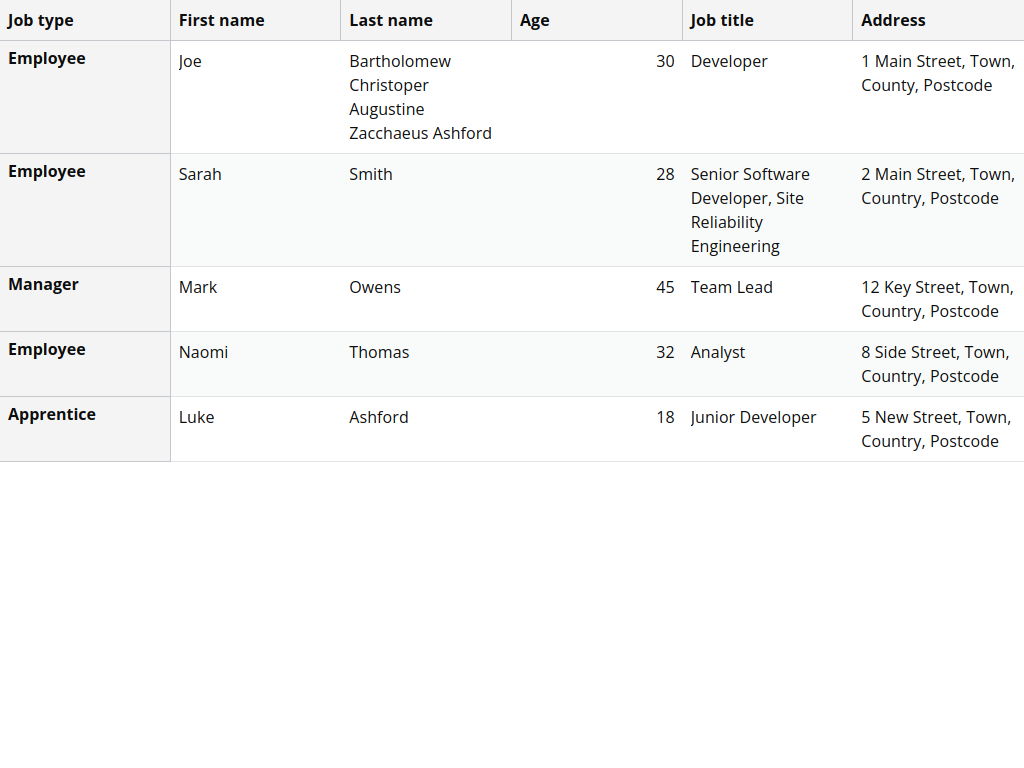 Job type First name Last name Age Job title Address
Employee Joe Bartholomew 30 Developer 1 Main Street, Town,
Christoper County, Postcode
Augustine
Zacchaeus Ashford
Employee Sarah Smith 28 Senior Software 2 Main Street, Town,
Developer, Site Country, Postcode
Reliability
Engineering
Manager Mark Owens 45 Team Lead 12 Key Street, Town,
Country, Postcode
Employee Naomi Thomas 32 Analyst 8 Side Street, Town,
Country, Postcode
Apprentice Luke Ashford 18 Junior Developer 5 New Street, Town,
Country, Postcode